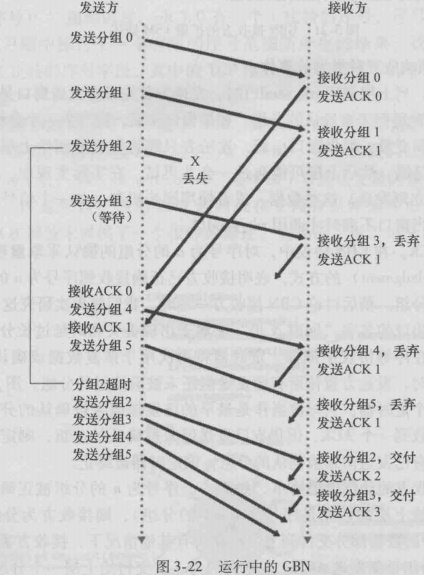 发送方
接收方
发送分组0
接收分组0
发送ACK 0
发送分组1
接收分组1
发送ACK 1
发送分组2
X
丢失
发送分组3
(等待)
接收分组3，丢弃
发送ACK 1
接收ACK 0
发送分组4
接收ACK 1
发送分组5
接收分组4，丢弃
发送ACK 1
分组2超时
发送分组2
发送分组3
发送分组4
发送分组5
接收分组5，丢弃
发送ACK 1
接收分组2，交付
发送ACK 2
接收分组3，交付
发送ACK 3
图 3-22 运行中的 GBN